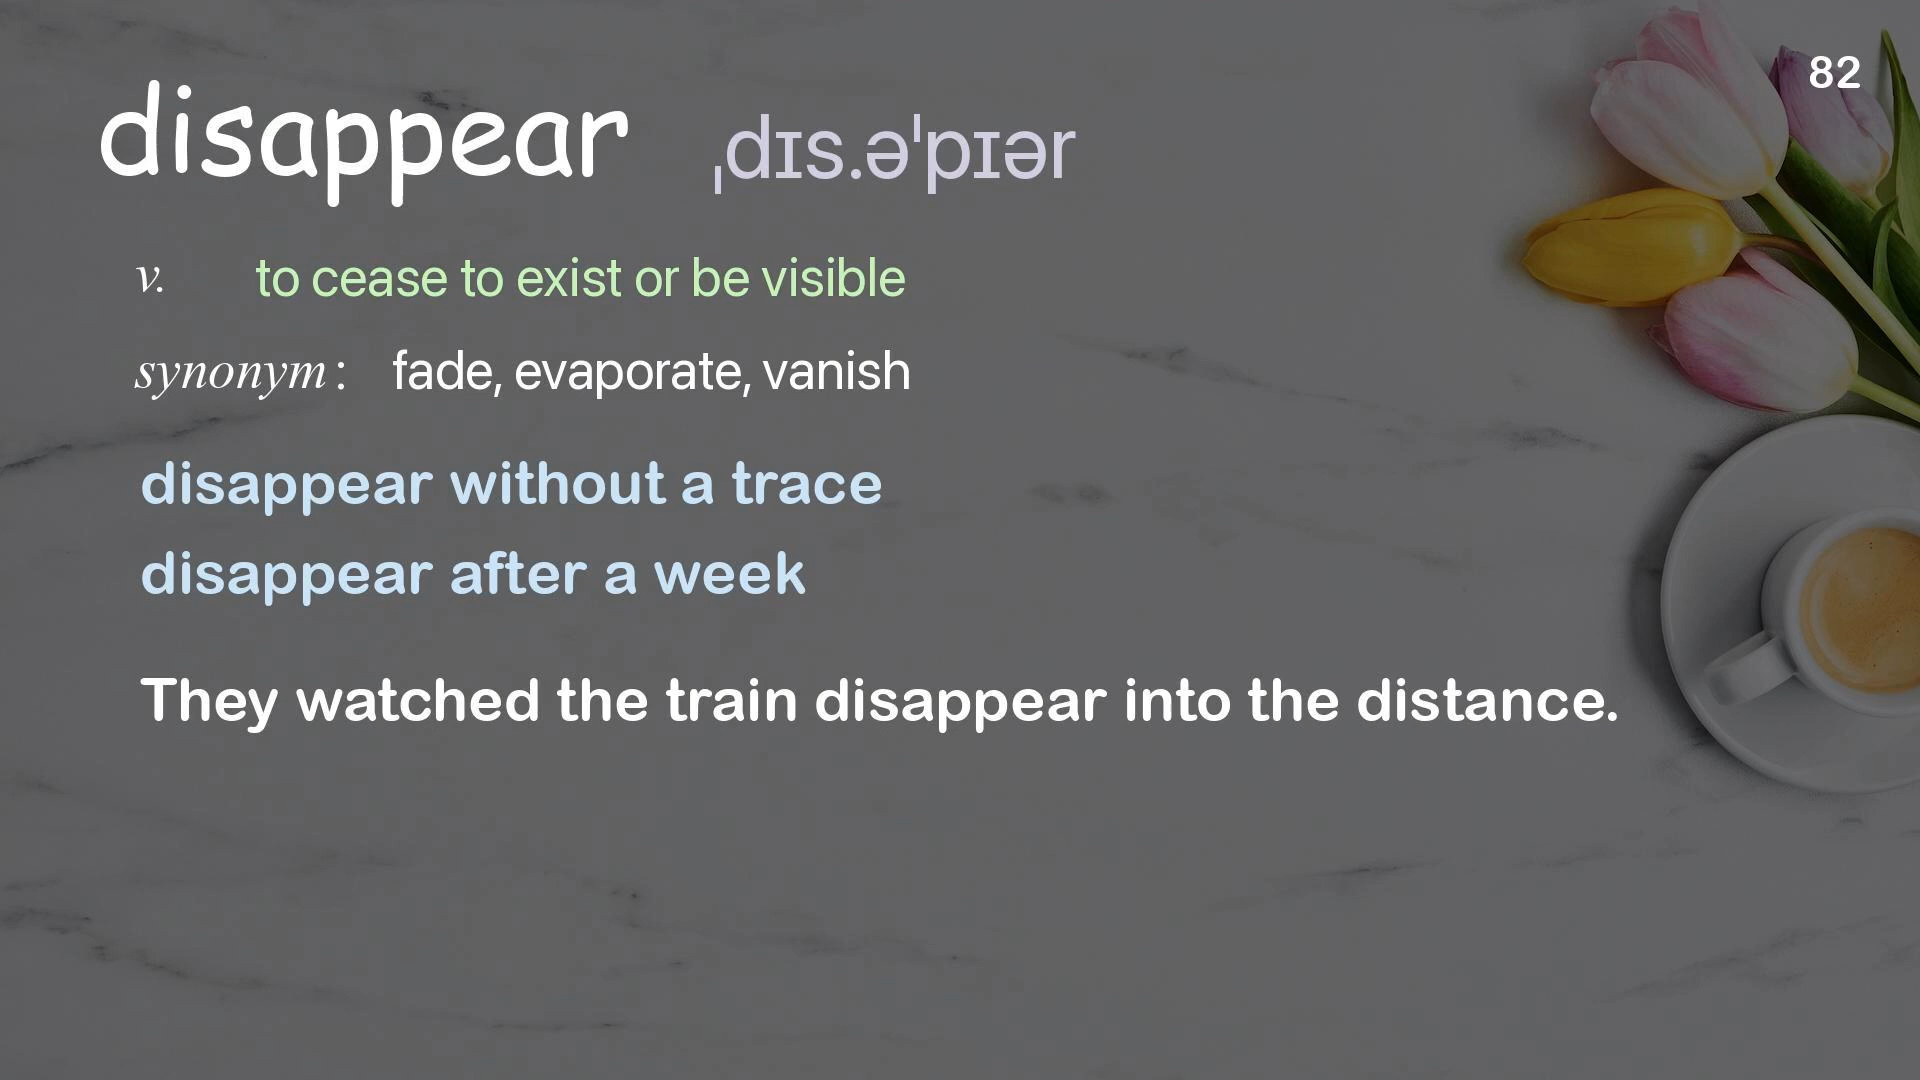 82
disappear ˌdɪs.əˈpɪər
v. to cease to exist or be visible
synonym : fade, evaporate, vanish
disappear without a trace
disappear after a week
They watched the train disappear into the distance.